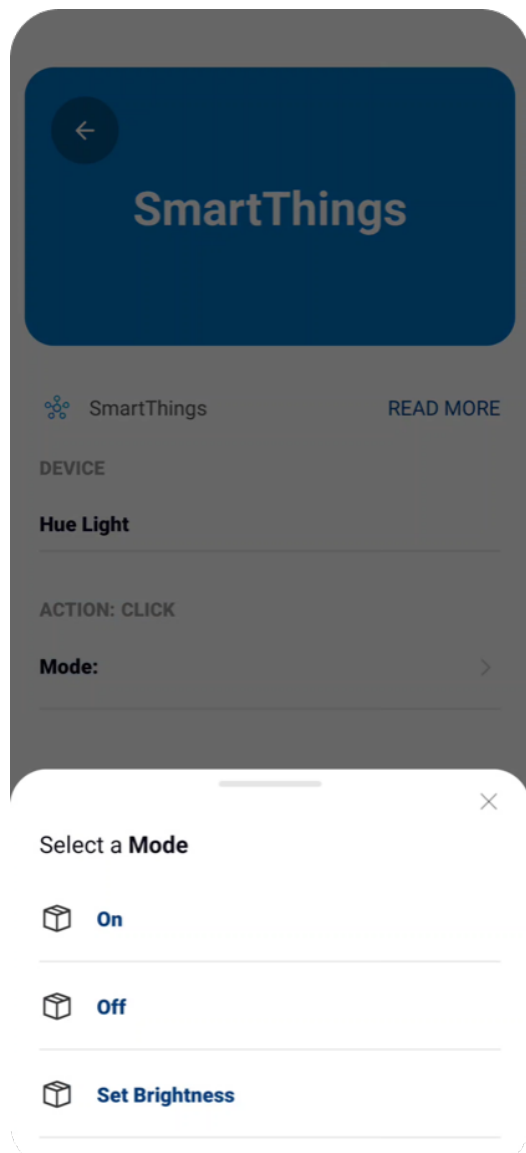 SmartThings
SmartThings READ MORE
DEVICE
Hue Light
ACTION: CLICK
Mode:
Select a Mode
On
Off
Set Brightness